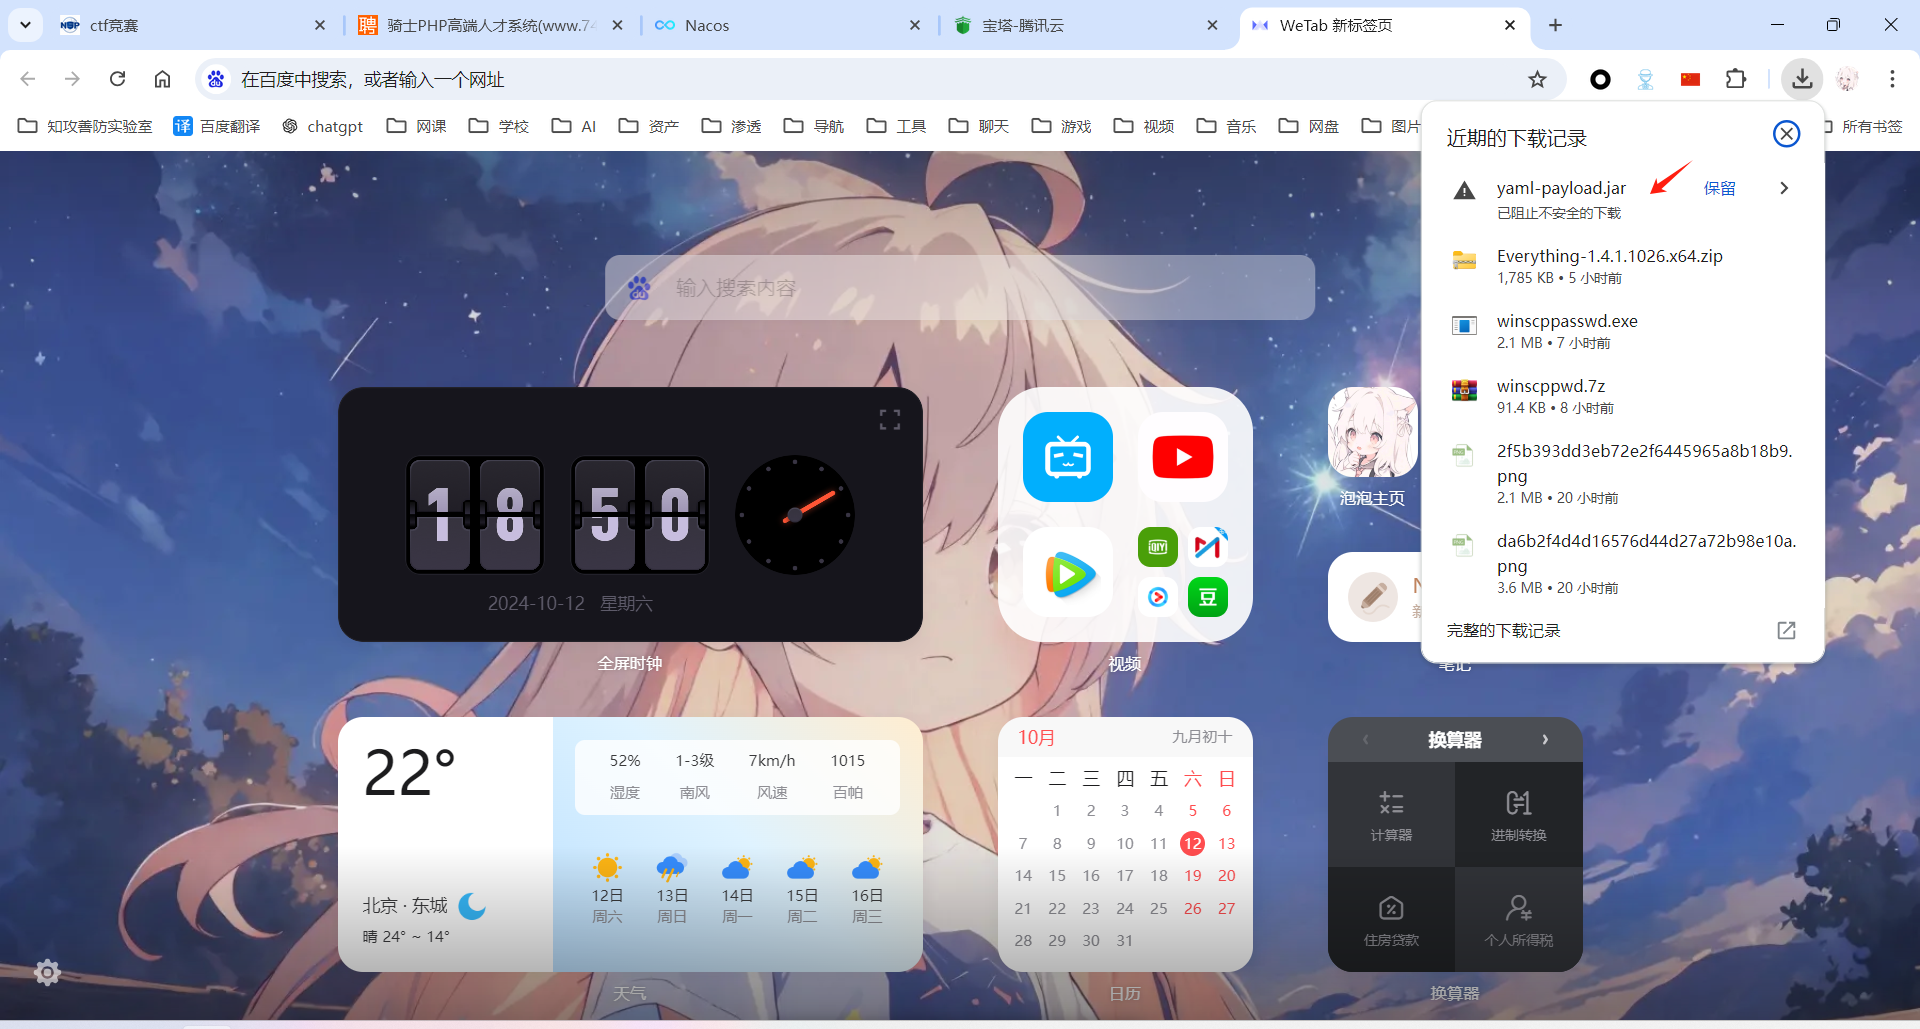 ctf竞赛
骑士PHP高端人才系统(www.74
Nacos
宝塔-腾讯云
WeTab 新标签页
在百度中搜索，或者输入一个网址
知攻善防实验室
译 百度翻译
chatgpt
网课
学校
AI
资产
渗透
导航
工具
聊天
游戏
视频
音乐
网盘
图片
所有书签
近期的下载记录
yaml-payload.jar
保留
已阻止不安全的下载
Everything-1.4.1.1026.x64.zip
1,785 KB • 5 小时前
winscppasswd.exe
2.1 MB • 7 小时前
winscppwd.7z
91.4 KB • 8 小时前
2f5b393dd3eb72e2f6445965a8b18b9.
png
2.1 MB • 20 小时前
da6b2f4d4d16576d44d27a72b98e10a.
png
3.6 MB • 20 小时前
完整的下载记录
输入搜索内容
18 50
2024-10-12 星期六
全屏时钟
QIY
豆
视频
泡泡主页
N
新
笔记
22°
北京 · 东城
晴 24° ~ 14°
52% 1-3级 7km/h 1015
湿度 南风 风速 百帕
12日 13日 14日 15日 16日
周六 周日 周一 周二 周三
天气
10月 九月初十
一 二 三 四 五 六 日
1 2 3 4 5 6
7 8 9 10 11 12 13
14 15 16 17 18 19 20
21 22 23 24 25 26 27
28 29 30 31
日历
换算器
计算器 进制转换
住房贷款 个人所得税
换算器